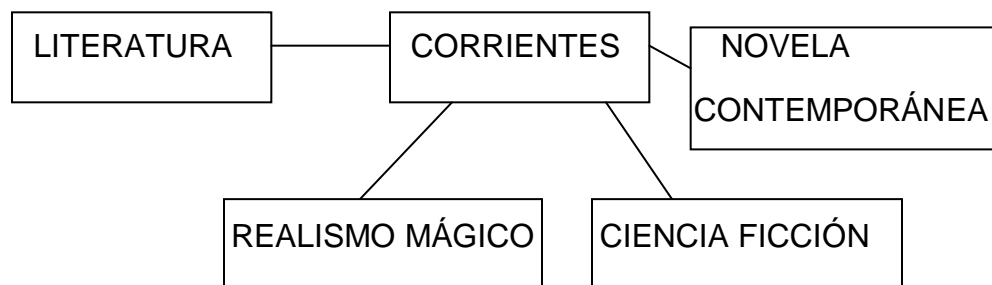 LITERATURA
CORRIENTES
NOVELA
CONTEMPORÁNEA
REALISMO MÁGICO
CIENCIA FICCIÓN